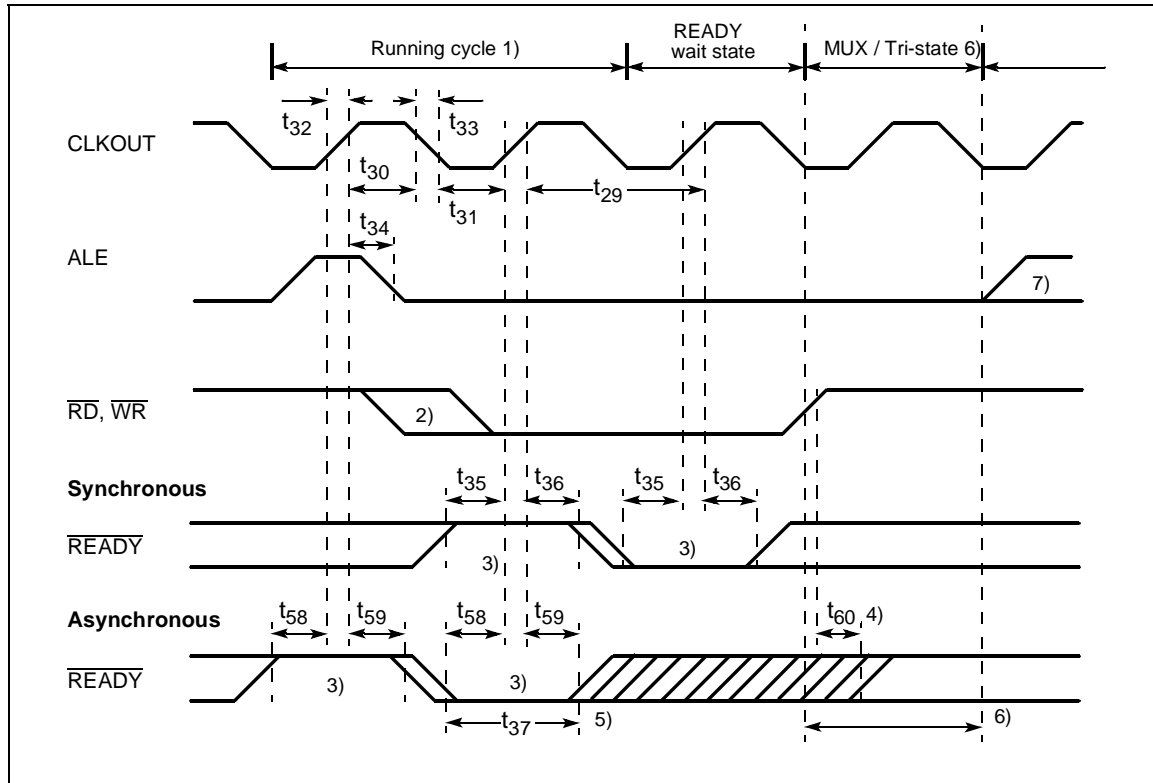 Running cycle 1)
READY
wait state
MUX / Tri-state 6)
CLKOUT
t32
t33
t30
t31
t29
t34
ALE
7)
RD, WR
2)
Synchronous
t35
t36
t35
t36
READY
3)
3)
Asynchronous
t58
t59
t58
t59
t60
4)
READY
3)
3)
t37
5)
6)